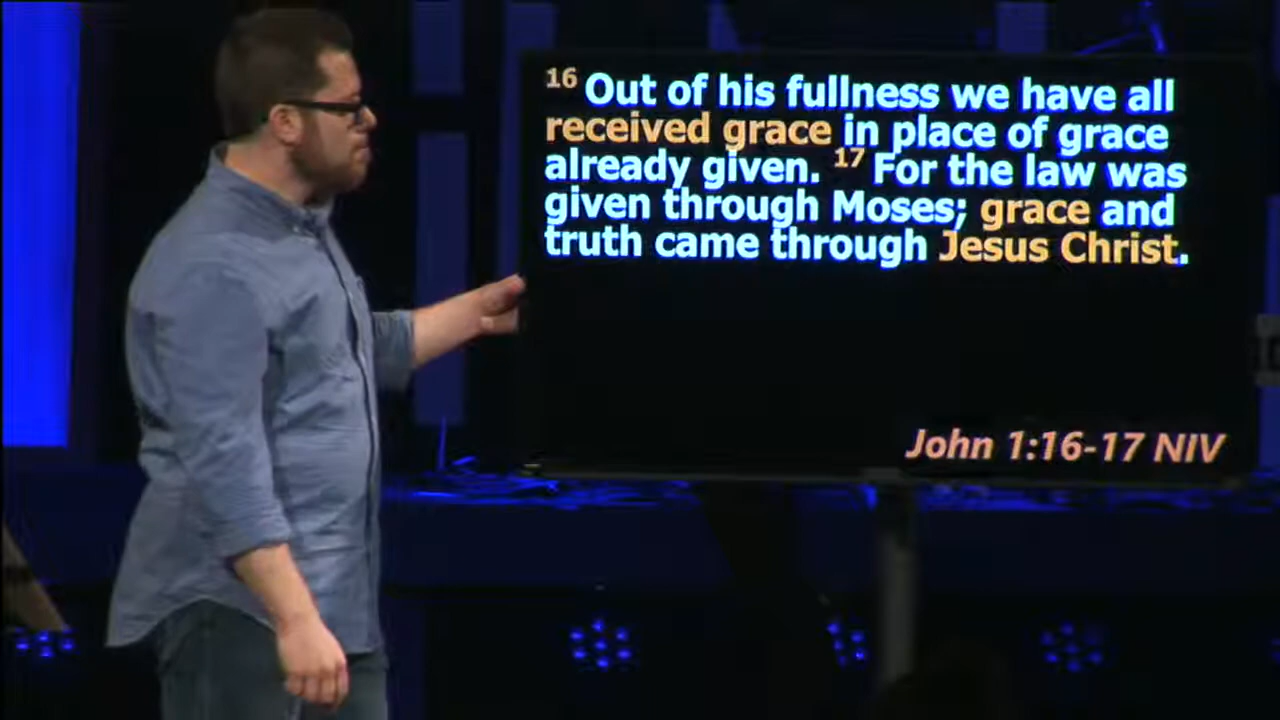 16 Out of his fullness we have all
received grace in place of grace
already given. 17 For the law was
given through Moses; grace and
truth came through Jesus Christ.
John 1:16-17 NIV